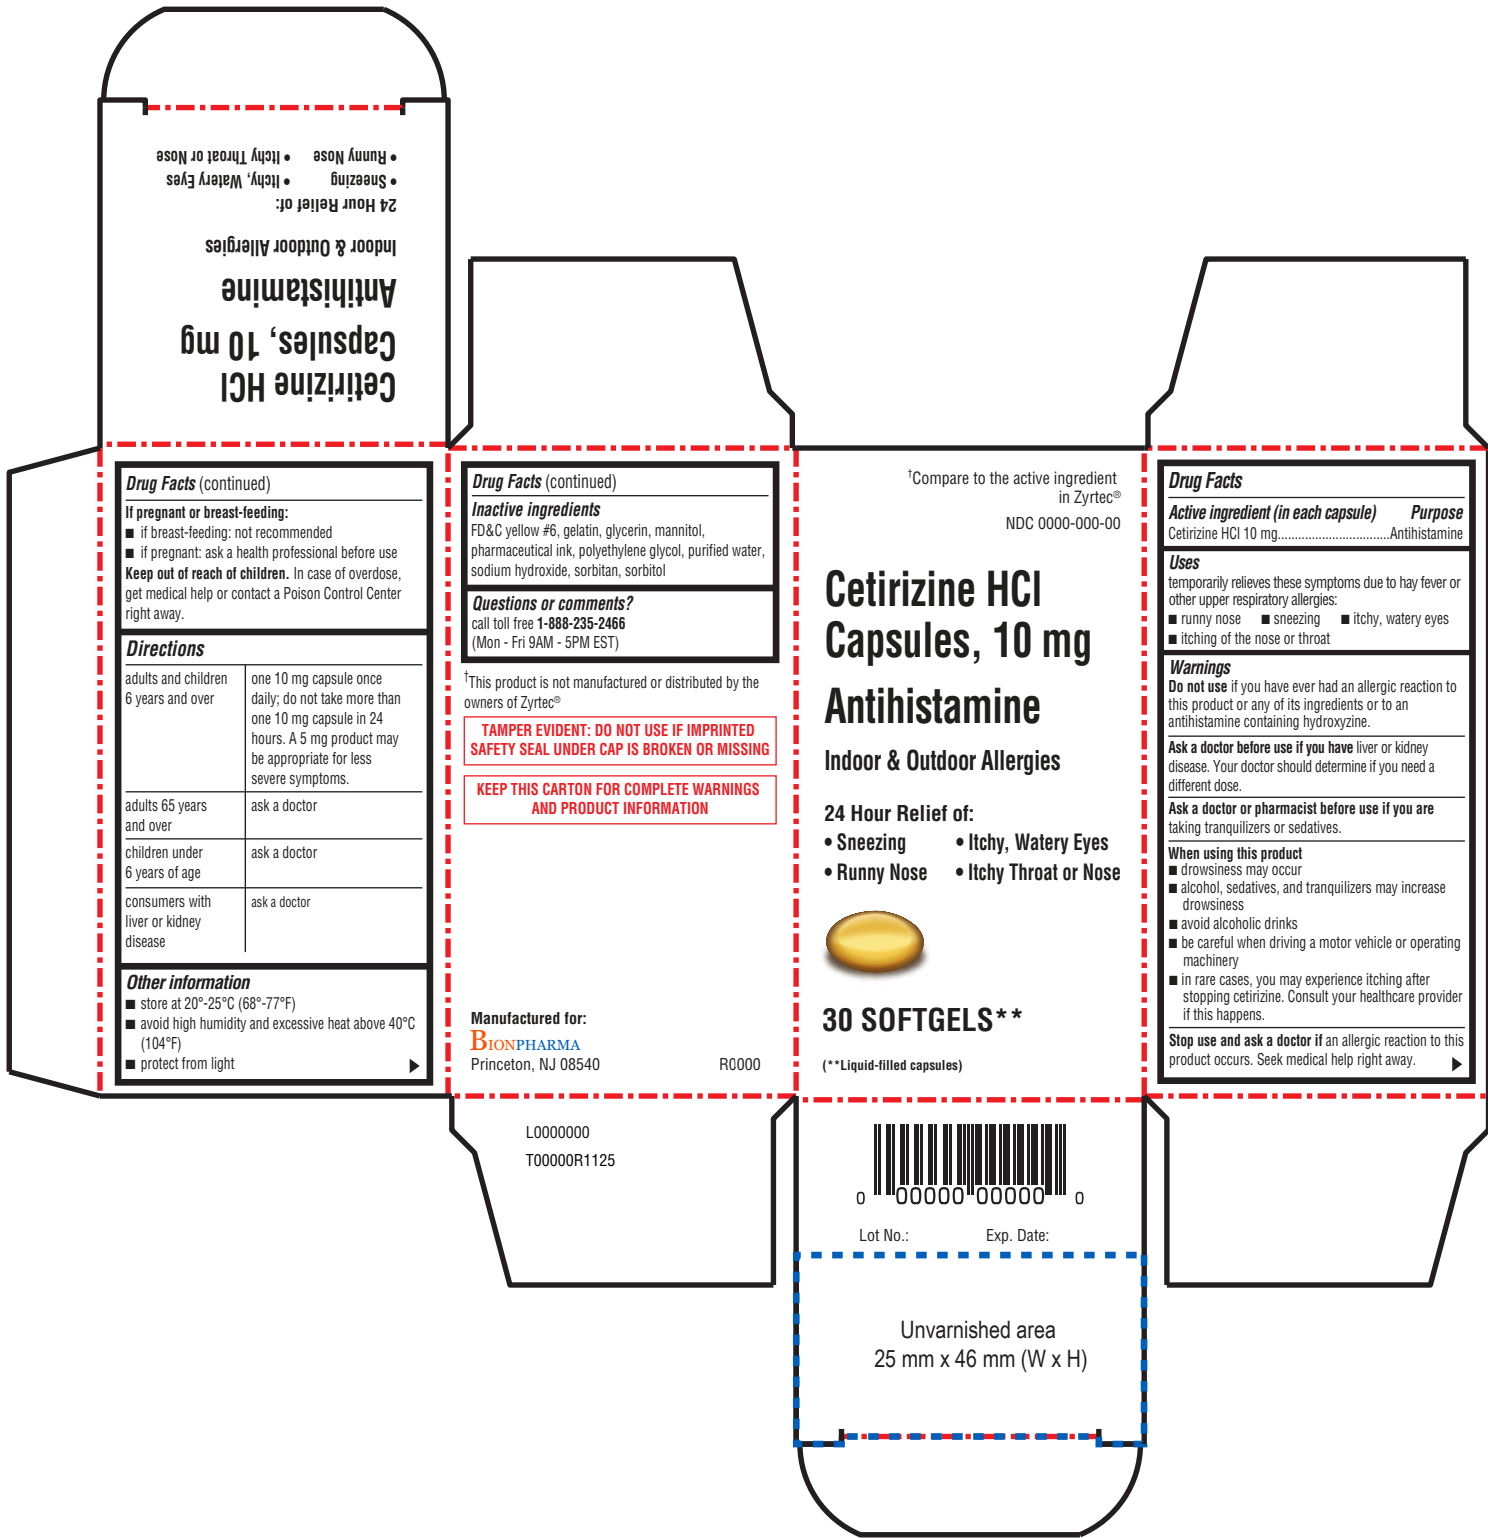 Cetirizine HCl
Capsules, 10 mg
Antihistamine
Indoor & Outdoor Allergies
24 Hour Relief of:
• Sneezing • Itchy, Watery Eyes
• Runny Nose • Itchy Throat or Nose
Drug Facts (continued)
If pregnant or breast-feeding:
■ if breast-feeding: not recommended
■ if pregnant: ask a health professional before use
Keep out of reach of children. In case of overdose,
get medical help or contact a Poison Control Center
right away.
Directions
adults and children
6 years and over
one 10 mg capsule once
daily; do not take more than
one 10 mg capsule in 24
hours. A 5 mg product may
be appropriate for less
severe symptoms.
adults 65 years
and over
ask a doctor
children under
6 years of age
ask a doctor
consumers with
liver or kidney
disease
ask a doctor
Other information
■ store at 20°-25°C (68°-77°F)
■ avoid high humidity and excessive heat above 40°C
(104°F)
■ protect from light
Drug Facts (continued)
Inactive ingredients
FD&C yellow #6, gelatin, glycerin, mannitol,
pharmaceutical ink, polyethylene glycol, purified water,
sodium hydroxide, sorbitan, sorbitol
Questions or comments?
call toll free 1-888-235-2466
(Mon - Fri 9AM - 5PM EST)
†This product is not manufactured or distributed by the
owners of Zyrtec®
TAMPER EVIDENT: DO NOT USE IF IMPRINTED
SAFETY SEAL UNDER CAP IS BROKEN OR MISSING
KEEP THIS CARTON FOR COMPLETE WARNINGS
AND PRODUCT INFORMATION
Manufactured for:
BIONPHARMA
Princeton, NJ 08540 R0000
L0000000
T00000R1125
†Compare to the active ingredient
in Zyrtec®
NDC 0000-000-00
Cetirizine HCl
Capsules, 10 mg
Antihistamine
Indoor & Outdoor Allergies
24 Hour Relief of:
• Sneezing • Itchy, Watery Eyes
• Runny Nose • Itchy Throat or Nose
30 SOFTGELS**
(**Liquid-filled capsules)
0 00000 00000 0
Lot No.: Exp. Date:
Unvarnished area
25 mm x 46 mm (W x H)
Drug Facts
Active ingredient (in each capsule) Purpose
Cetirizine HCl 10 mg.................................Antihistamine
Uses
temporarily relieves these symptoms due to hay fever or
other upper respiratory allergies:
■ runny nose ■ sneezing ■ itchy, watery eyes
■ itching of the nose or throat
Warnings
Do not use if you have ever had an allergic reaction to
this product or any of its ingredients or to an
antihistamine containing hydroxyzine.
Ask a doctor before use if you have liver or kidney
disease. Your doctor should determine if you need a
different dose.
Ask a doctor or pharmacist before use if you are
taking tranquilizers or sedatives.
When using this product
■ drowsiness may occur
■ alcohol, sedatives, and tranquilizers may increase
drowsiness
■ avoid alcoholic drinks
■ be careful when driving a motor vehicle or operating
machinery
■ in rare cases, you may experience itching after
stopping cetirizine. Consult your healthcare provider
if this happens.
Stop use and ask a doctor if an allergic reaction to this
product occurs. Seek medical help right away.